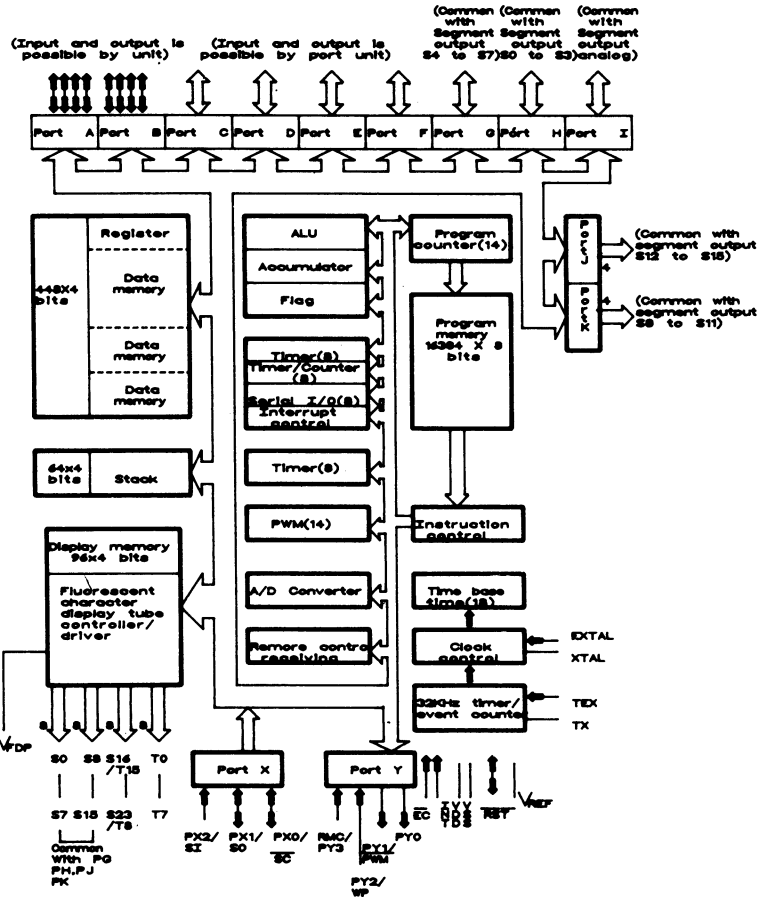 (Input and output is
possible by unit)
(Input and output is
possible by port unit)
(Common
with
Segment
output
S4 to S7)
(Common
with
Segment
output
S0 to S3)
(Common
with
Segment
output
analog)
Port A
Port B
Port C
Port D
Port E
Port F
Port G
Port H
Port I
448X4
bits
Register
Data
memory
Data
memory
Data
memory
ALU
Accumulator
Flag
Program
counter(14)
Program
memory
16384 X 8
bits
PortJ
4
(Common with
segment output
S12 to S15)
PortK
4
(Common with
segment output
S8 to S11)
Timer(8)
Timer/Counter
(8)
Serial I/O(8)
Interrupt
control
64x4
bits
Stack
Timer(8)
PWM(14)
Instruction
control
Display memory
96x4 bits
Fluorescent
character
display tube
controller/
driver
A/D Converter
Time base
time(18)
Remore contro
receiving
Clock
control
EXTAL
XTAL
32KHz timer/
event counter
TEX
TX
VFDP
8
8
8
8
S0
S8
S16
/T15
T0
S7
S15
S23
/T8
T7
Common
With PG
PH,PJ
PK
Port X
Port Y
PX2/
SI
PX1/
SO
PX0/
SC
RMC/
PY3
PY2/
WP
PY1/
PWM
PY0
EC
INT
VDD
VSS
RST
VREF